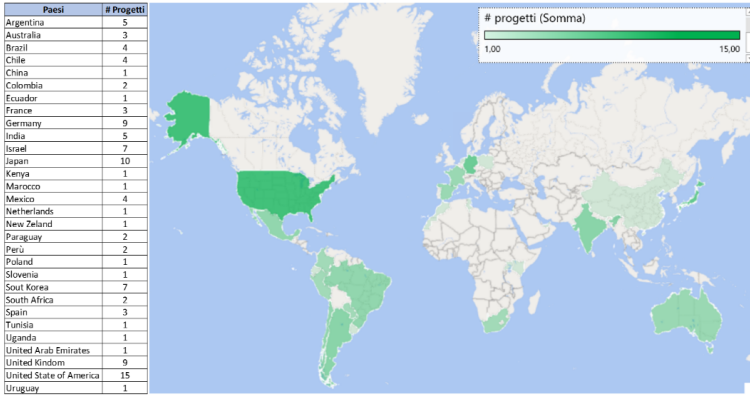 Paesi # Progetti
Argentina 5
Australia 3
Brazil 4
Chile 4
China 1
Colombia 2
Ecuador 1
France 3
Germany 9
India 5
Israel 7
Japan 10
Kenya 1
Marocco 1
Mexico 4
Netherlands 1
New Zeland 1
Paraguay 2
Perù 2
Poland 1
Slovenia 1
Sout Korea 7
South Africa 2
Spain 3
Tunisia 1
Uganda 1
United Arab Emirates 1
United Kindom 9
United State of America 15
Uruguay 1
# progetti (Somma)
1,00 15,00